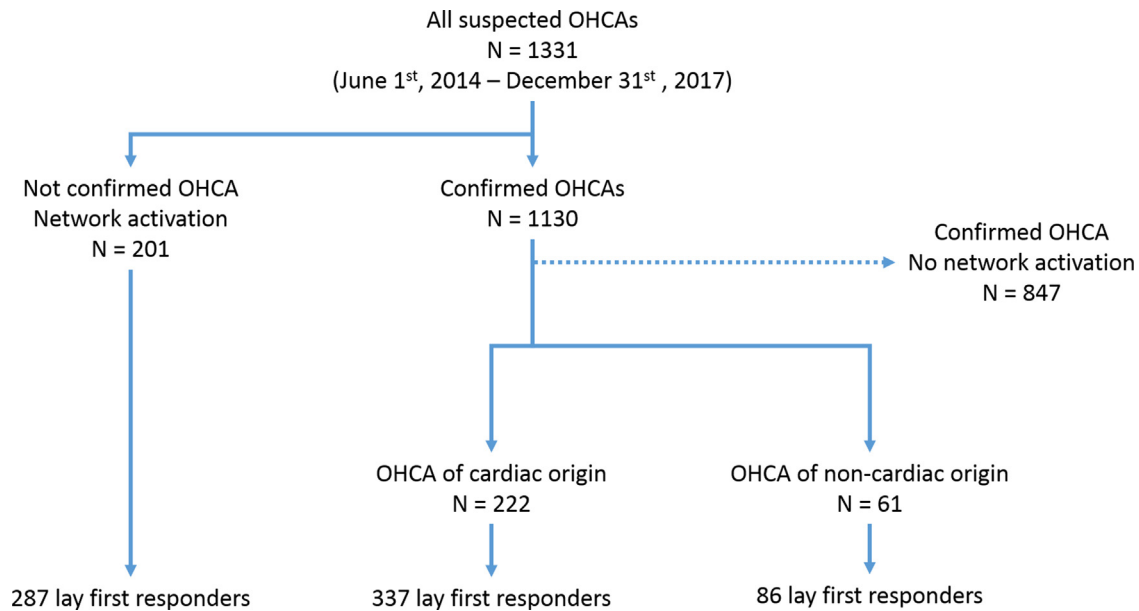 All suspected OHCAs
N = 1331
(June 1st, 2014 – December 31st , 2017)
Not confirmed OHCA
Network activation
N = 201
Confirmed OHCAs
N = 1130
Confirmed OHCA
No network activation
N = 847
OHCA of cardiac origin
N = 222
OHCA of non-cardiac origin
N = 61
287 lay first responders
337 lay first responders
86 lay first responders